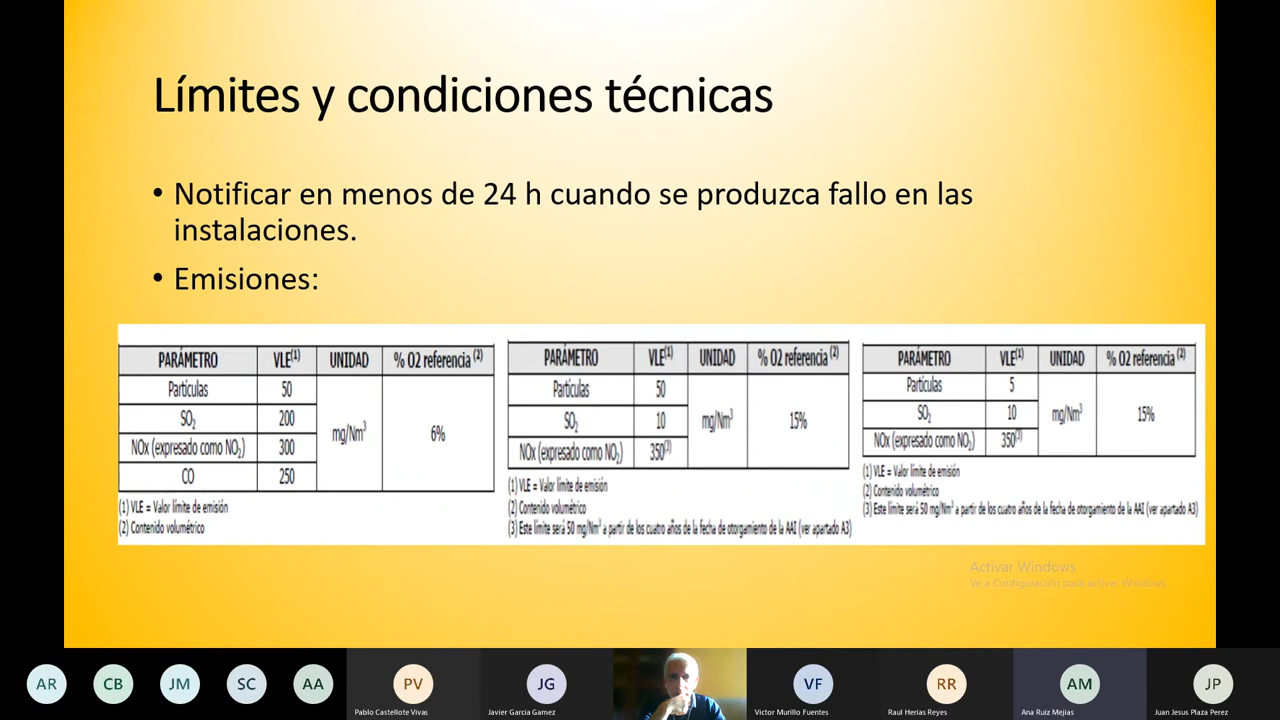 Límites y condiciones técnicas
• Notificar en menos de 24 h cuando se produzca fallo en las
instalaciones.
• Emisiones:
PARÁMETRO VLE(1) UNIDAD % O2 referencia (2)
Partículas 50
SO2 200
mg/Nm3 6%
NOx (expresado como NO2) 300
CO 250
(1) VLE = Valor límite de emisión
(2) Contenido volumétrico
PARÁMETRO VLE(1) UNIDAD % O2 referencia (2)
Partículas 50
SO2 10 mg/Nm3 15%
NOx (expresado como NO2) 350(3)
(1) VLE = Valor límite de emisión
(2) Contenido volumétrico
(3) Este límite será 50 mg/Nm3 a partir de los cuatro años de la fecha de otorgamiento de la AAI (ver apartado A3)
PARÁMETRO VLE(1) UNIDAD % O2 referencia (2)
Partículas 5
SO2 10 mg/Nm3 15%
NOx (expresado como NO2) 350(3)
(1) VLE = Valor límite de emisión
(2) Contenido volumétrico
(3) Este límite será 50 mg/Nm3 a partir de los cuatro años de la fecha de otorgamiento de la AAI (ver apartado A3)
Activar Windows
Ve a Configuración para activar Windows.
AR CB JM SC AA PV JG VF RR AM JP
Pablo Castellote Vivas Javier Garcia Gamez Victor Murillo Fuentes Raul Herias Reyes Ana Ruiz Mejias Juan Jesus Plaza Perez